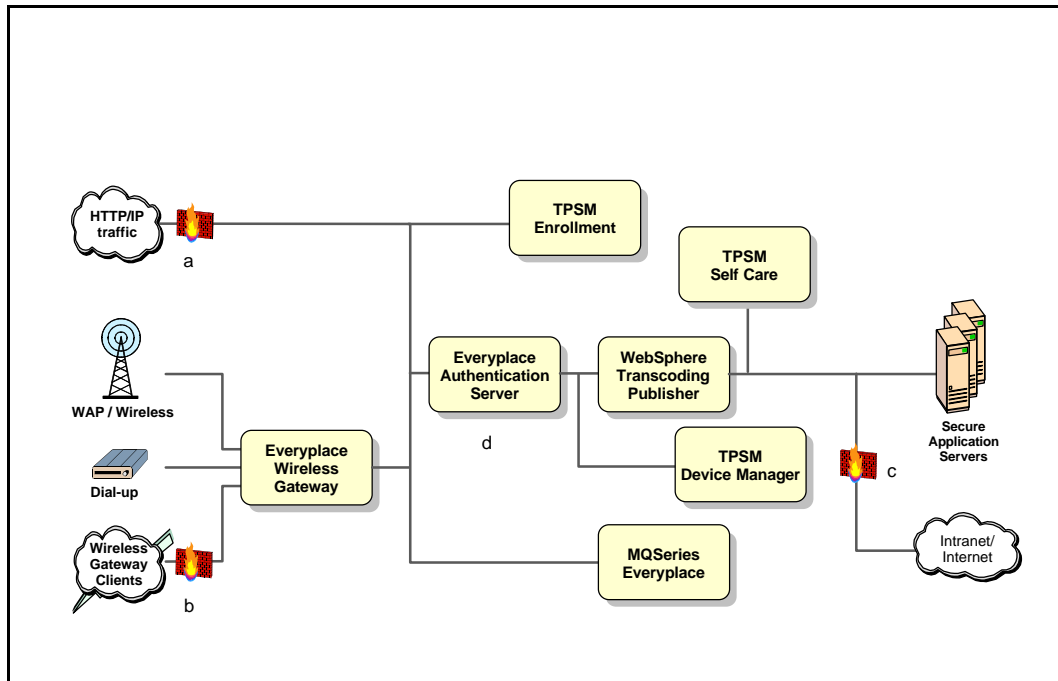 HTTP/IP
traffic
a
TPSM
Enrollment
TPSM
Self Care
WAP / Wireless
Everyplace
Authentication
Server
d
WebSphere
Transcoding
Publisher
Secure
Application
Servers
Dial-up
Everyplace
Wireless
Gateway
TPSM
Device Manager
c
Wireless
Gateway
Clients
b
MQSeries
Everyplace
Intranet/
Internet